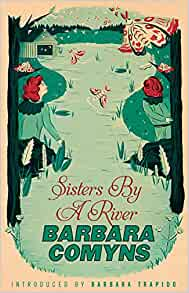 Sisters By
A River
BARBARA
COMYNS
INTRODUCED BY BARBARA TRAPIDO